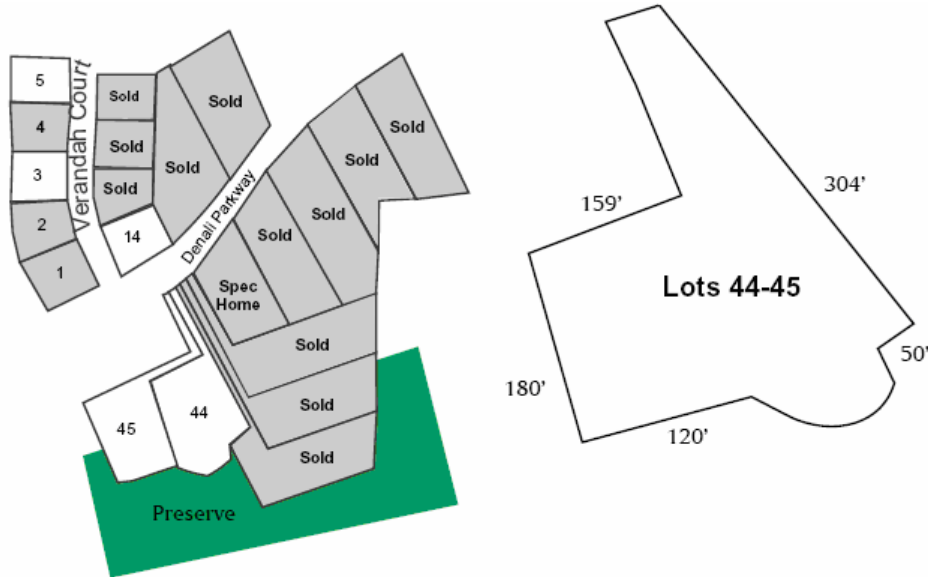 5
4
3
2
1
Verandah Court
Sold
Sold
Sold
14
Sold
Sold
Denali Parkway
Sold
Sold
Sold
Sold
Spec
Home
Sold
Sold
Sold
45
44
Preserve
159’
304’
Lots 44-45
50’
180’
120’